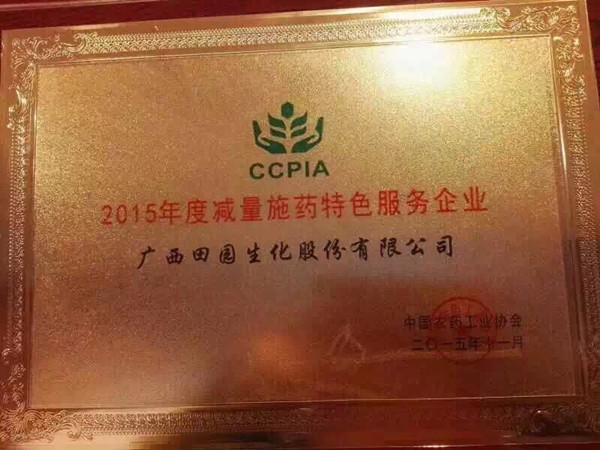 CCPIA
2015年度减量施药特色服务企业
广西田园生化股份有限公司
中国农药工业协会
二〇一五年十一月